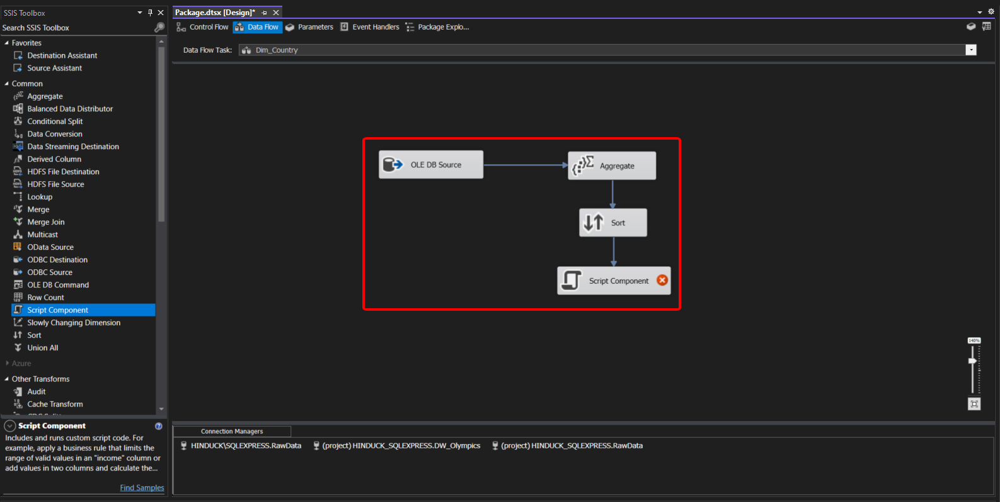 SSIS Toolbox
Search SSIS Toolbox
Favorites
Destination Assistant
Source Assistant
Common
Aggregate
Balanced Data Distributor
Conditional Split
Data Conversion
Data Streaming Destination
Derived Column
HDFS File Destination
HDFS File Source
Lookup
Merge
Merge Join
Multicast
OData Source
ODBC Destination
ODBC Source
OLE DB Command
Row Count
Script Component
Slowly Changing Dimension
Sort
Union All
Azure
Other Transforms
Audit
Cache Transform
Script Component
Includes and runs custom script code. For
example, apply a business rule that limits the
range of valid values in an "income" column or
add values in two columns and calculate the...
Find Samples
Package.dtsx [Design]*
Control Flow Data Flow Parameters Event Handlers Package Explo...
Data Flow Task: Dim_Country
OLE DB Source
Aggregate
Sort
Script Component
140%
Connection Managers
HINDUCK\SQLEXPRESS.RawData (project) HINDUCK_SQLEXPRESS.DW_Olympics (project) HINDUCK_SQLEXPRESS.RawData